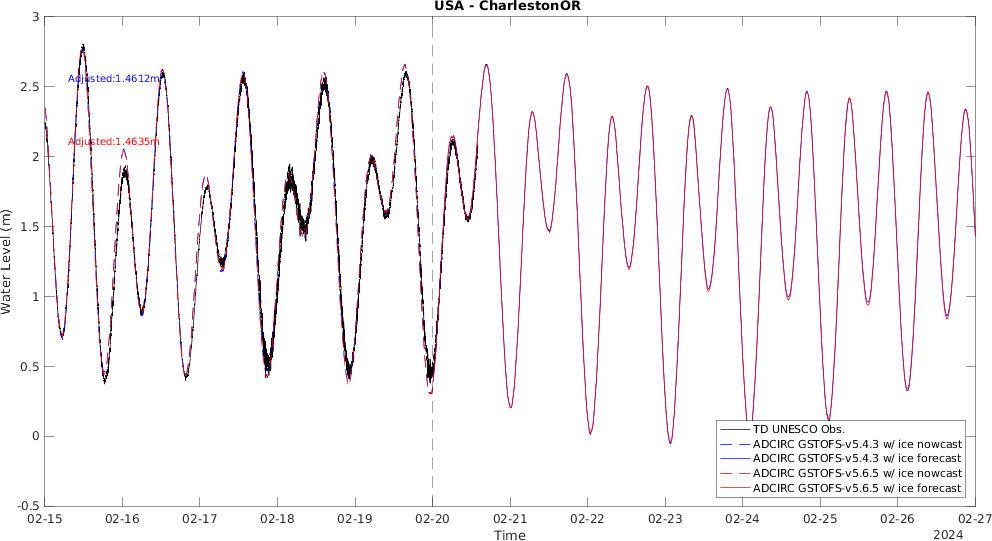 USA - CharlestonOR
3
2.5
2
1.5
1
0.5
0
-0.5
Water Level (m)
Adjusted:1.4612m
Adjusted:1.4635m
TD UNESCO Obs.
ADCIRC GSTOFS-v5.4.3 w/ ice nowcast
ADCIRC GSTOFS-v5.4.3 w/ ice forecast
ADCIRC GSTOFS-v5.6.5 w/ ice nowcast
ADCIRC GSTOFS-v5.6.5 w/ ice forecast
02-15 02-16 02-17 02-18 02-19 02-20 02-21 02-22 02-23 02-24 02-25 02-26 02-27
Time
2024